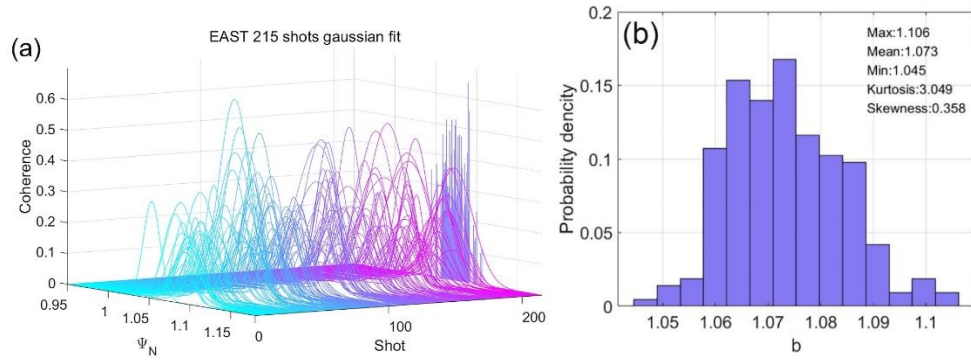 (a)
EAST 215 shots gaussian fit
Coherence
0.6
0.5
0.4
0.3
0.2
0.1
0
0.95
1
1.05
1.1
1.15
Ψ_N
0
100
200
Shot
(b)
Max:1.106
Mean:1.073
Min:1.045
Kurtosis:3.049
Skewness:0.358
Probability dencity
0.2
0.15
0.1
0.05
0
1.05
1.06
1.07
1.08
1.09
1.1
b